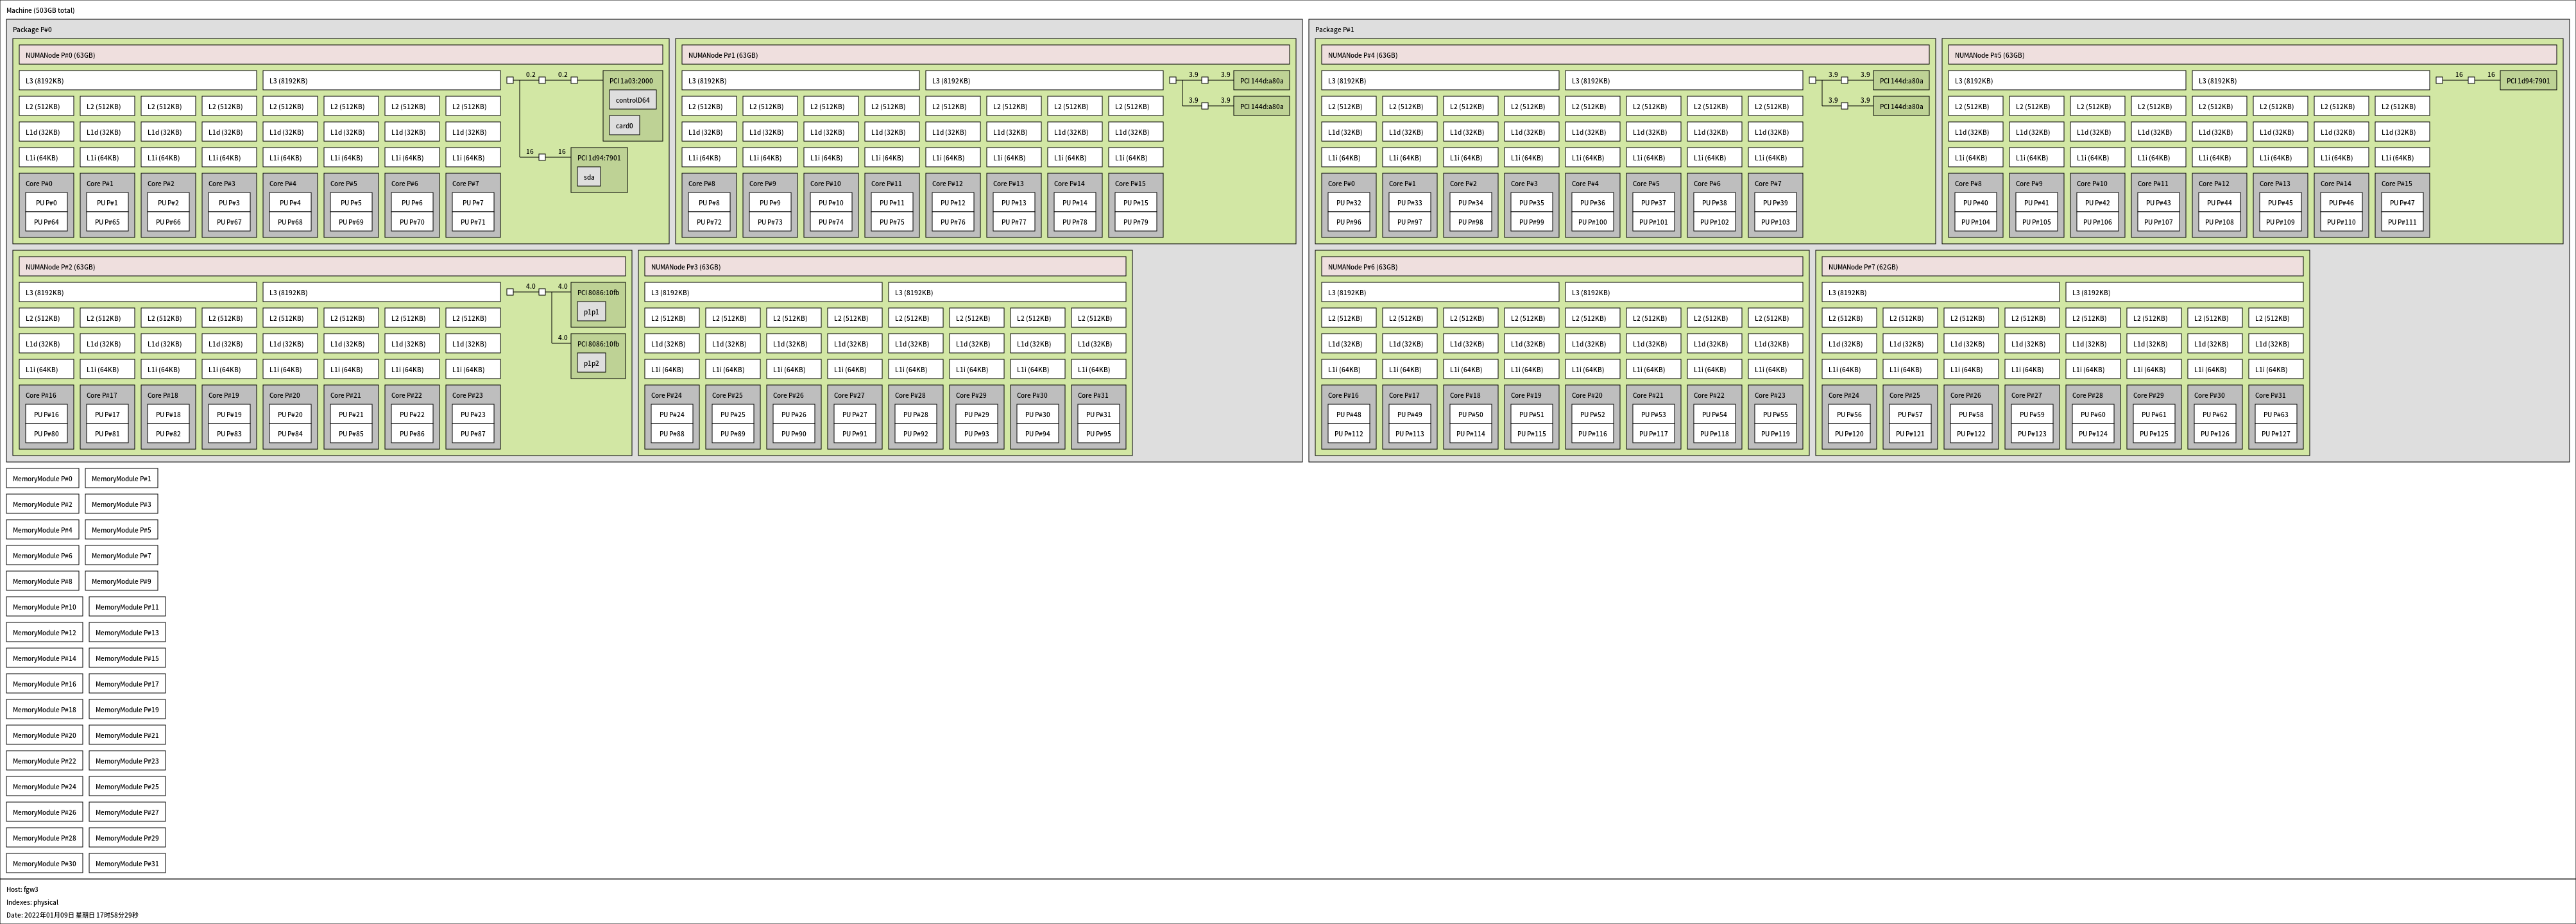 Machine (503GB total)
Package P#0
NUMANode P#0 (63GB)
L3 (8192KB) L3 (8192KB)
L2 (512KB) L2 (512KB) L2 (512KB) L2 (512KB) L2 (512KB) L2 (512KB) L2 (512KB) L2 (512KB)
L1d (32KB) L1d (32KB) L1d (32KB) L1d (32KB) L1d (32KB) L1d (32KB) L1d (32KB) L1d (32KB)
L1i (64KB) L1i (64KB) L1i (64KB) L1i (64KB) L1i (64KB) L1i (64KB) L1i (64KB) L1i (64KB)
Core P#0 Core P#1 Core P#2 Core P#3 Core P#4 Core P#5 Core P#6 Core P#7
PU P#0 PU P#1 PU P#2 PU P#3 PU P#4 PU P#5 PU P#6 PU P#7
PU P#64 PU P#65 PU P#66 PU P#67 PU P#68 PU P#69 PU P#70 PU P#71
0.2 0.2 PCI 1a03:2000
controlD64
card0
16 16 PCI 1d94:7901
sda
NUMANode P#1 (63GB)
L3 (8192KB) L3 (8192KB)
L2 (512KB) L2 (512KB) L2 (512KB) L2 (512KB) L2 (512KB) L2 (512KB) L2 (512KB) L2 (512KB)
L1d (32KB) L1d (32KB) L1d (32KB) L1d (32KB) L1d (32KB) L1d (32KB) L1d (32KB) L1d (32KB)
L1i (64KB) L1i (64KB) L1i (64KB) L1i (64KB) L1i (64KB) L1i (64KB) L1i (64KB) L1i (64KB)
Core P#8 Core P#9 Core P#10 Core P#11 Core P#12 Core P#13 Core P#14 Core P#15
PU P#8 PU P#9 PU P#10 PU P#11 PU P#12 PU P#13 PU P#14 PU P#15
PU P#72 PU P#73 PU P#74 PU P#75 PU P#76 PU P#77 PU P#78 PU P#79
3.9 3.9 PCI 144d:a80a
3.9 3.9 PCI 144d:a80a
NUMANode P#2 (63GB)
L3 (8192KB) L3 (8192KB)
L2 (512KB) L2 (512KB) L2 (512KB) L2 (512KB) L2 (512KB) L2 (512KB) L2 (512KB) L2 (512KB)
L1d (32KB) L1d (32KB) L1d (32KB) L1d (32KB) L1d (32KB) L1d (32KB) L1d (32KB) L1d (32KB)
L1i (64KB) L1i (64KB) L1i (64KB) L1i (64KB) L1i (64KB) L1i (64KB) L1i (64KB) L1i (64KB)
Core P#16 Core P#17 Core P#18 Core P#19 Core P#20 Core P#21 Core P#22 Core P#23
PU P#16 PU P#17 PU P#18 PU P#19 PU P#20 PU P#21 PU P#22 PU P#23
PU P#80 PU P#81 PU P#82 PU P#83 PU P#84 PU P#85 PU P#86 PU P#87
4.0 4.0 PCI 8086:10fb
p1p1
4.0 PCI 8086:10fb
p1p2
NUMANode P#3 (63GB)
L3 (8192KB) L3 (8192KB)
L2 (512KB) L2 (512KB) L2 (512KB) L2 (512KB) L2 (512KB) L2 (512KB) L2 (512KB) L2 (512KB)
L1d (32KB) L1d (32KB) L1d (32KB) L1d (32KB) L1d (32KB) L1d (32KB) L1d (32KB) L1d (32KB)
L1i (64KB) L1i (64KB) L1i (64KB) L1i (64KB) L1i (64KB) L1i (64KB) L1i (64KB) L1i (64KB)
Core P#24 Core P#25 Core P#26 Core P#27 Core P#28 Core P#29 Core P#30 Core P#31
PU P#24 PU P#25 PU P#26 PU P#27 PU P#28 PU P#29 PU P#30 PU P#31
PU P#88 PU P#89 PU P#90 PU P#91 PU P#92 PU P#93 PU P#94 PU P#95
Package P#1
NUMANode P#4 (63GB)
L3 (8192KB) L3 (8192KB)
L2 (512KB) L2 (512KB) L2 (512KB) L2 (512KB) L2 (512KB) L2 (512KB) L2 (512KB) L2 (512KB)
L1d (32KB) L1d (32KB) L1d (32KB) L1d (32KB) L1d (32KB) L1d (32KB) L1d (32KB) L1d (32KB)
L1i (64KB) L1i (64KB) L1i (64KB) L1i (64KB) L1i (64KB) L1i (64KB) L1i (64KB) L1i (64KB)
Core P#0 Core P#1 Core P#2 Core P#3 Core P#4 Core P#5 Core P#6 Core P#7
PU P#32 PU P#33 PU P#34 PU P#35 PU P#36 PU P#37 PU P#38 PU P#39
PU P#96 PU P#97 PU P#98 PU P#99 PU P#100 PU P#101 PU P#102 PU P#103
3.9 3.9 PCI 144d:a80a
3.9 3.9 PCI 144d:a80a
NUMANode P#5 (63GB)
L3 (8192KB) L3 (8192KB)
L2 (512KB) L2 (512KB) L2 (512KB) L2 (512KB) L2 (512KB) L2 (512KB) L2 (512KB) L2 (512KB)
L1d (32KB) L1d (32KB) L1d (32KB) L1d (32KB) L1d (32KB) L1d (32KB) L1d (32KB) L1d (32KB)
L1i (64KB) L1i (64KB) L1i (64KB) L1i (64KB) L1i (64KB) L1i (64KB) L1i (64KB) L1i (64KB)
Core P#8 Core P#9 Core P#10 Core P#11 Core P#12 Core P#13 Core P#14 Core P#15
PU P#40 PU P#41 PU P#42 PU P#43 PU P#44 PU P#45 PU P#46 PU P#47
PU P#104 PU P#105 PU P#106 PU P#107 PU P#108 PU P#109 PU P#110 PU P#111
16 16 PCI 1d94:7901
NUMANode P#6 (63GB)
L3 (8192KB) L3 (8192KB)
L2 (512KB) L2 (512KB) L2 (512KB) L2 (512KB) L2 (512KB) L2 (512KB) L2 (512KB) L2 (512KB)
L1d (32KB) L1d (32KB) L1d (32KB) L1d (32KB) L1d (32KB) L1d (32KB) L1d (32KB) L1d (32KB)
L1i (64KB) L1i (64KB) L1i (64KB) L1i (64KB) L1i (64KB) L1i (64KB) L1i (64KB) L1i (64KB)
Core P#16 Core P#17 Core P#18 Core P#19 Core P#20 Core P#21 Core P#22 Core P#23
PU P#48 PU P#49 PU P#50 PU P#51 PU P#52 PU P#53 PU P#54 PU P#55
PU P#112 PU P#113 PU P#114 PU P#115 PU P#116 PU P#117 PU P#118 PU P#119
NUMANode P#7 (62GB)
L3 (8192KB) L3 (8192KB)
L2 (512KB) L2 (512KB) L2 (512KB) L2 (512KB) L2 (512KB) L2 (512KB) L2 (512KB) L2 (512KB)
L1d (32KB) L1d (32KB) L1d (32KB) L1d (32KB) L1d (32KB) L1d (32KB) L1d (32KB) L1d (32KB)
L1i (64KB) L1i (64KB) L1i (64KB) L1i (64KB) L1i (64KB) L1i (64KB) L1i (64KB) L1i (64KB)
Core P#24 Core P#25 Core P#26 Core P#27 Core P#28 Core P#29 Core P#30 Core P#31
PU P#56 PU P#57 PU P#58 PU P#59 PU P#60 PU P#61 PU P#62 PU P#63
PU P#120 PU P#121 PU P#122 PU P#123 PU P#124 PU P#125 PU P#126 PU P#127
MemoryModule P#0 MemoryModule P#1
MemoryModule P#2 MemoryModule P#3
MemoryModule P#4 MemoryModule P#5
MemoryModule P#6 MemoryModule P#7
MemoryModule P#8 MemoryModule P#9
MemoryModule P#10 MemoryModule P#11
MemoryModule P#12 MemoryModule P#13
MemoryModule P#14 MemoryModule P#15
MemoryModule P#16 MemoryModule P#17
MemoryModule P#18 MemoryModule P#19
MemoryModule P#20 MemoryModule P#21
MemoryModule P#22 MemoryModule P#23
MemoryModule P#24 MemoryModule P#25
MemoryModule P#26 MemoryModule P#27
MemoryModule P#28 MemoryModule P#29
MemoryModule P#30 MemoryModule P#31
Host: fgw3
Indexes: physical
Date: 2022年01月09日 星期日 17时58分29秒